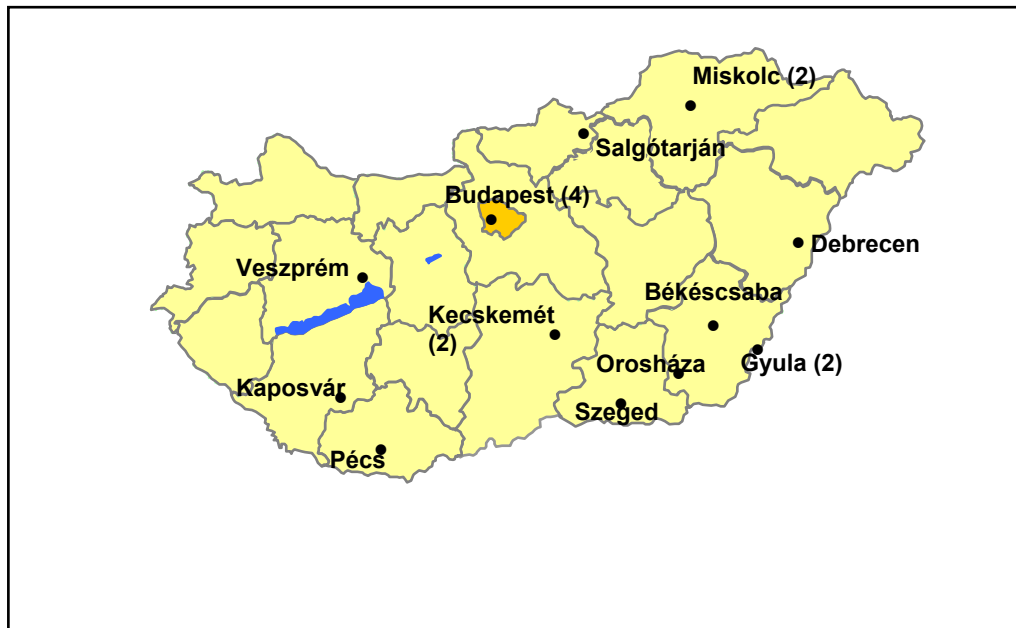 Miskolc (2)
Salgótarján
Budapest (4)
Debrecen
Veszprém
Békéscsaba
Kecskemét
(2)
Orosháza
Gyula (2)
Kaposvár
Szeged
Pécs